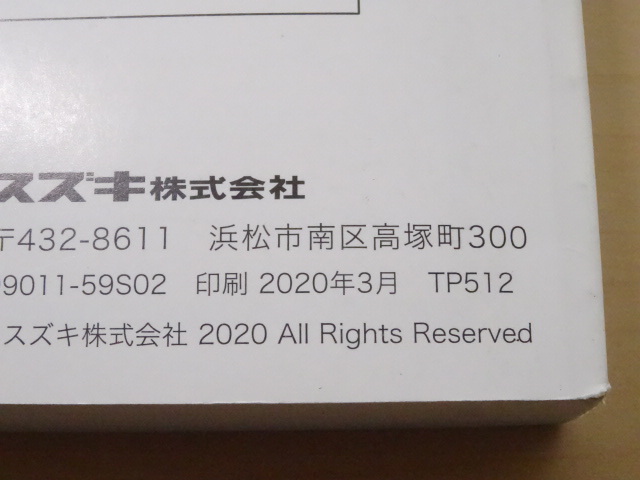 スズキ株式会社
〒432-8611 浜松市南区高塚町300
9011-59S02 印刷 2020年3月 TP512
スズキ株式会社 2020 All Rights Reserved.